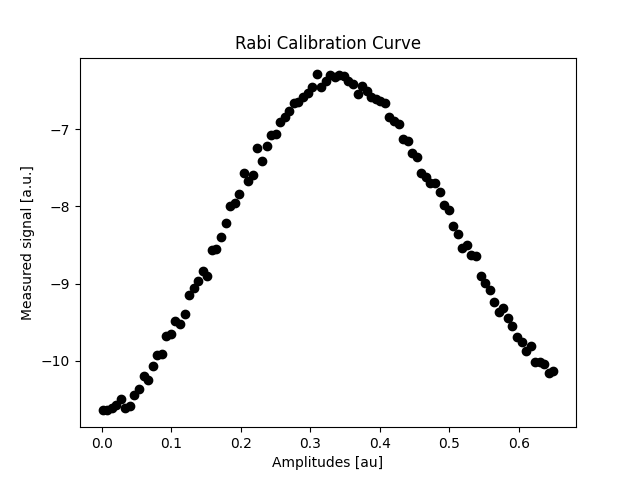 Rabi Calibration Curve
Measured signal [a.u.]
−7
−8
−9
−10
0.0 0.1 0.2 0.3 0.4 0.5 0.6
Amplitudes [au]